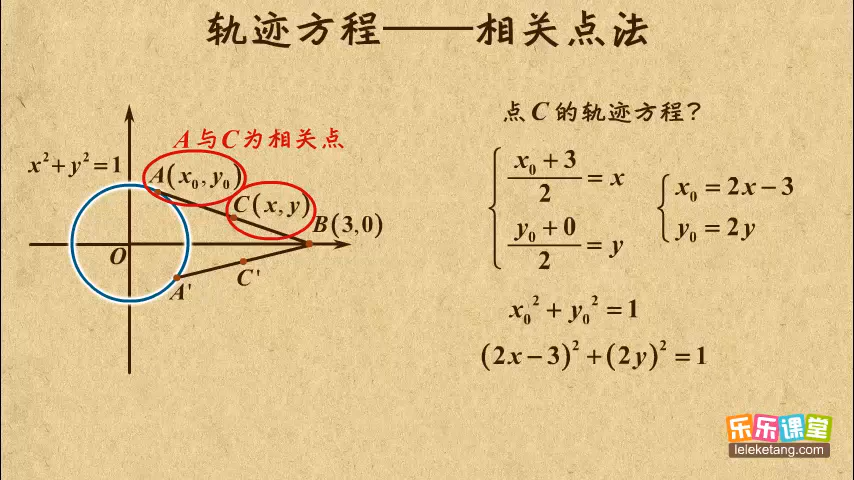 轨迹方程——相关点法
点C的轨迹方程?
A与C为相关点
x²+y²=1
A(x₀,y₀)
C(x,y)
B(3,0)
O
A'
C'
{ (x₀+3)/2 = x
(y₀+0)/2 = y
{ x₀=2x-3
y₀=2y
x₀²+y₀²=1
(2x-3)²+(2y)²=1
乐乐课堂
leleketang.com